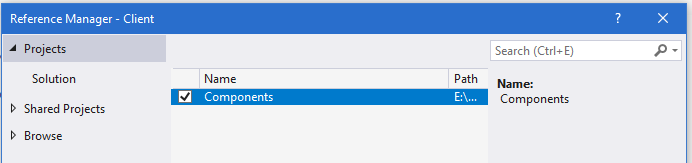 Reference Manager - Client
? ×
Projects
Search (Ctrl+E)
Solution
Name Path
Name:
Components E:\...
Components
Shared Projects
Browse